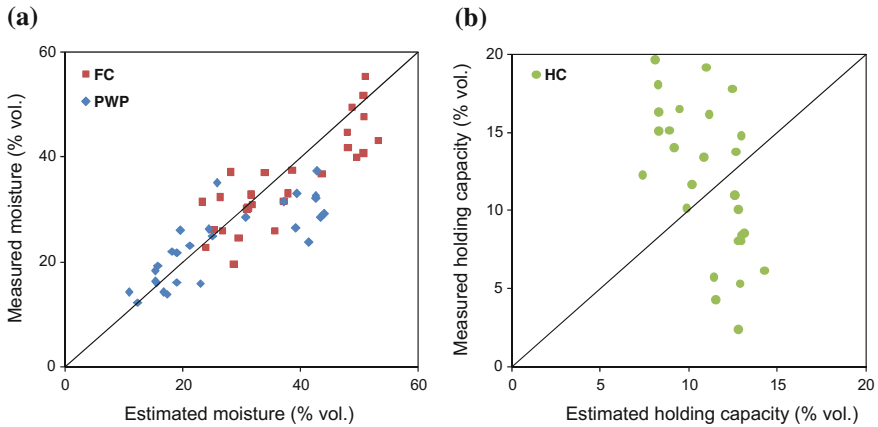 (a)
Measured moisture (% vol.)
60
40
20
0
FC
PWP
0 20 40 60
Estimated moisture (% vol.)
(b)
Measured holding capacity (% vol.)
20
15
10
5
0
HC
0 5 10 15 20
Estimated holding capacity (% vol.)